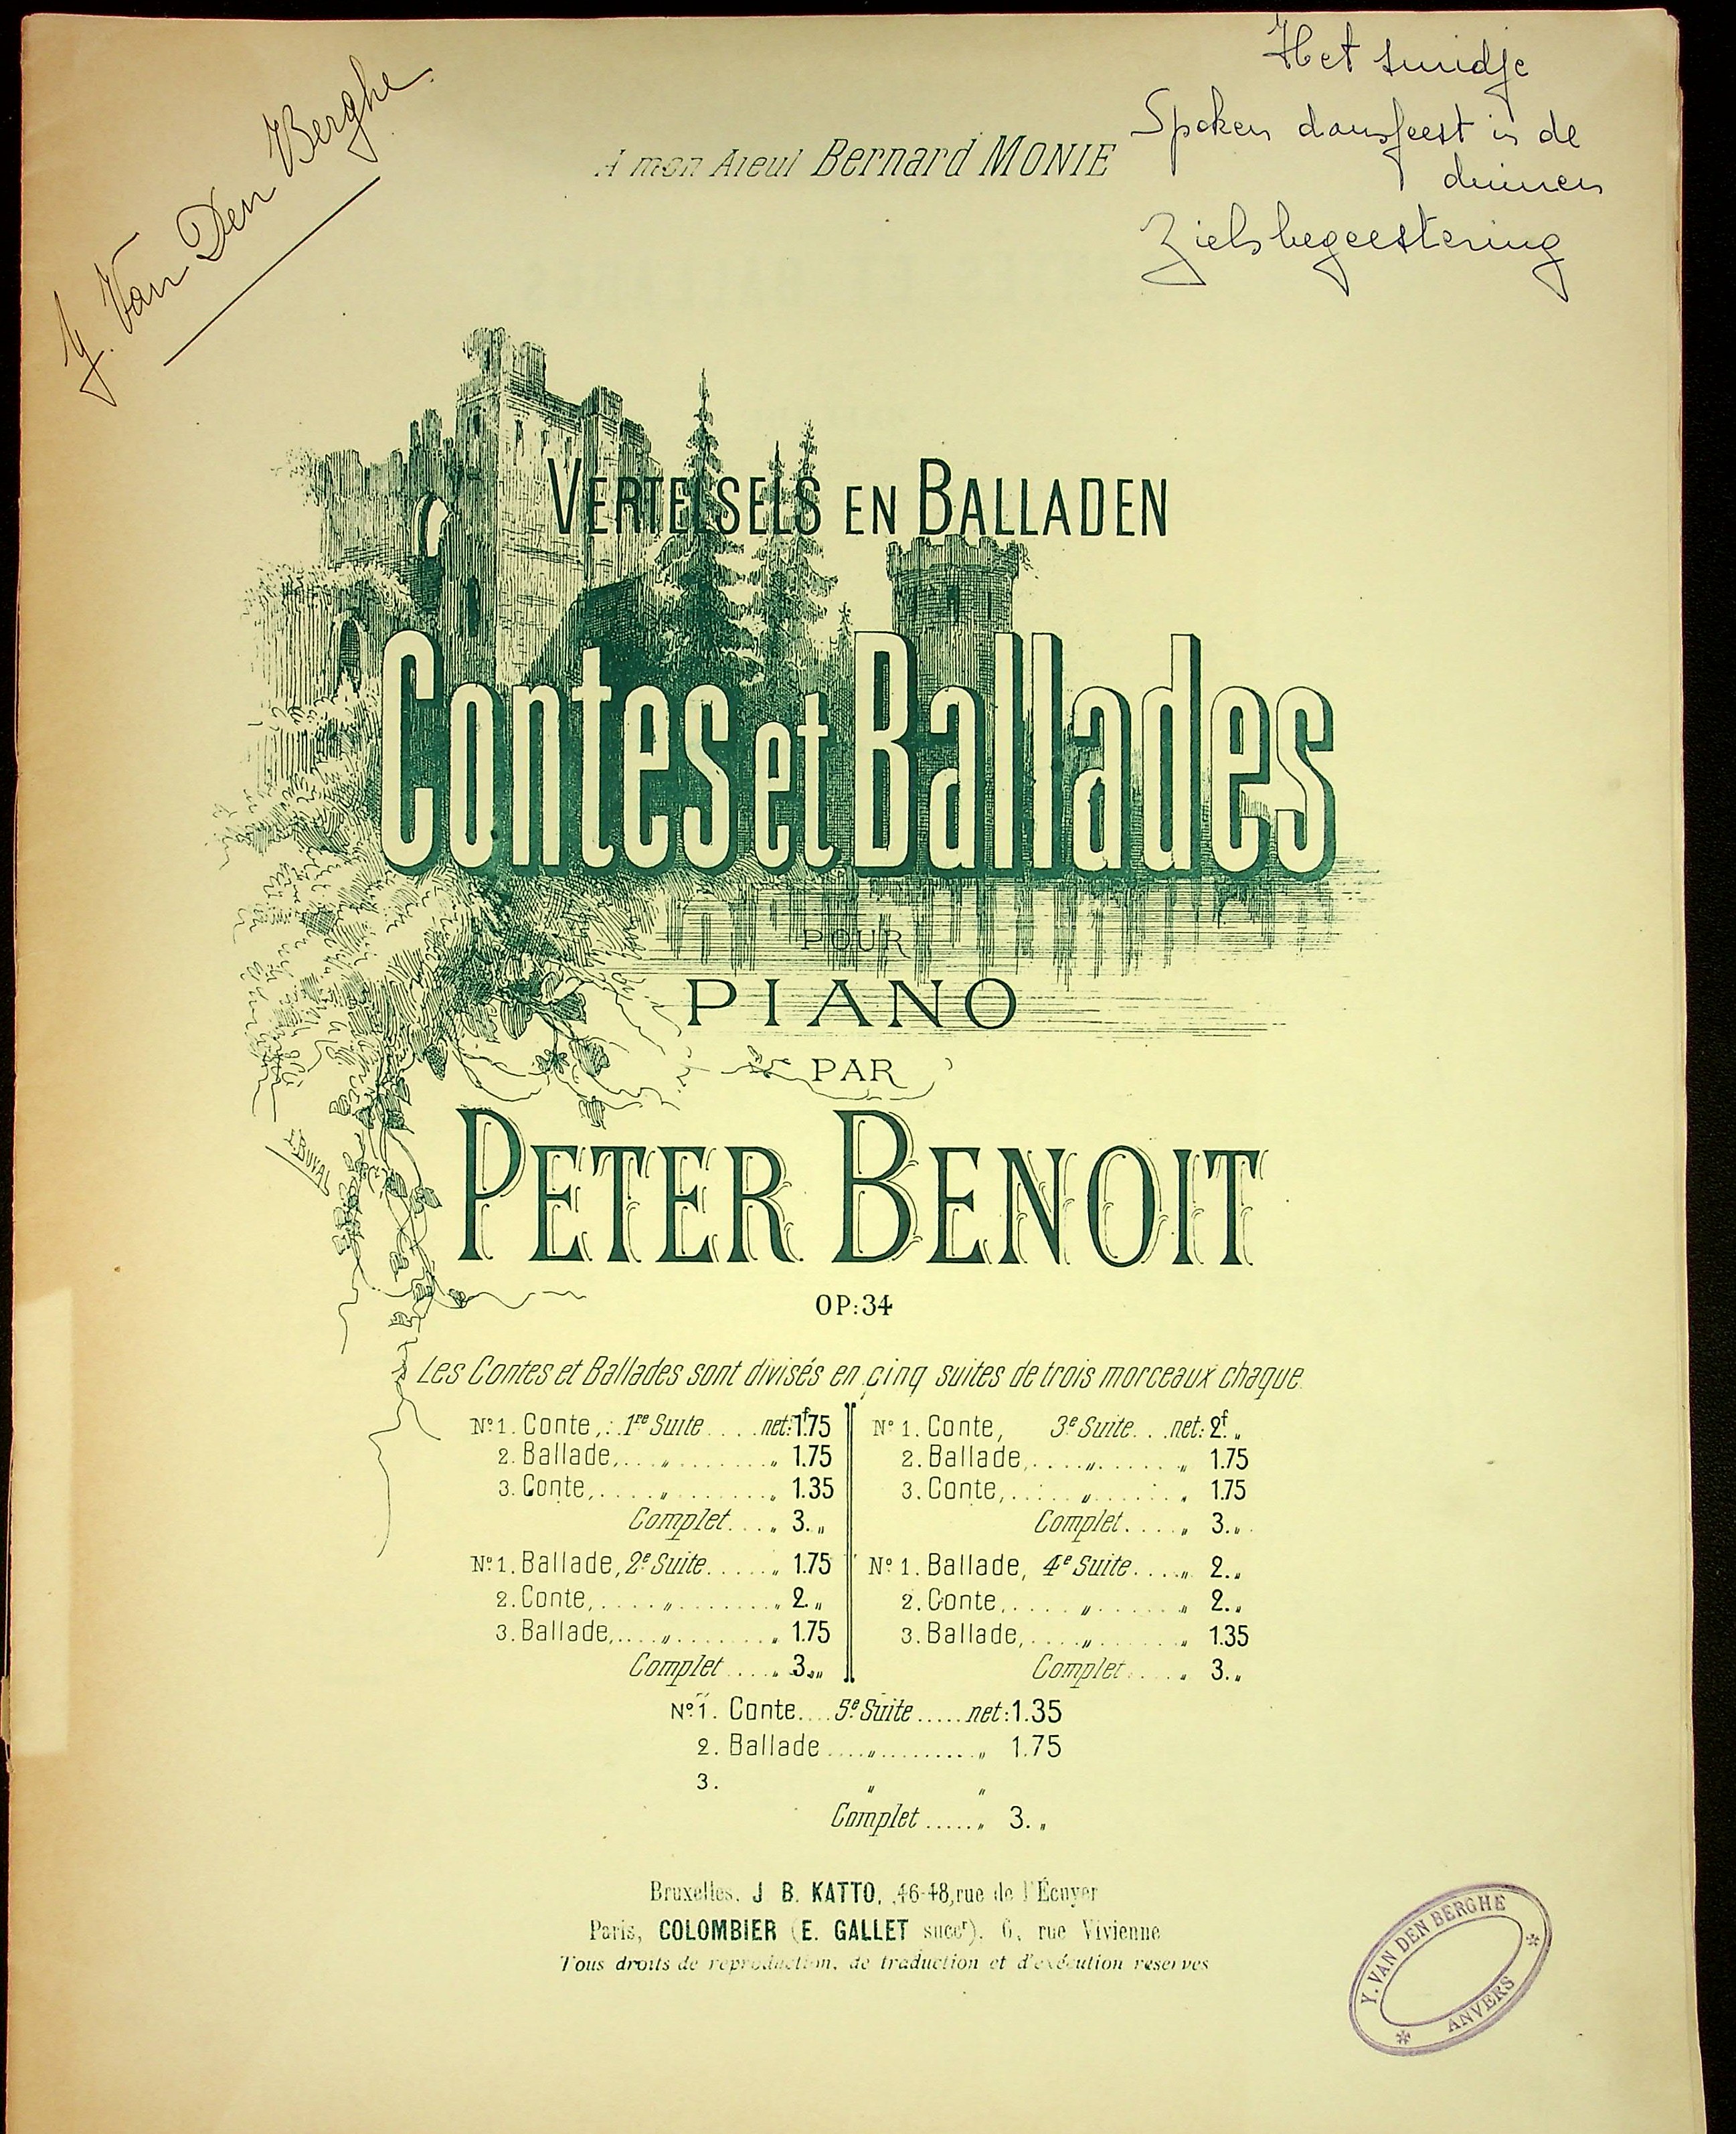 Y. Van Den Berghe.
Het smidje
Spoken dansfeest in de
duinen
Zielsbegeestering
A mon Aieul Bernard MONIE
VERTELSELS EN BALLADEN
Contes et Ballades
POUR
PIANO
PAR
PETER BENOIT
OP:34
Les Contes et Ballades sont divisés en cinq suites de trois morceaux chaque.
Nº 1. Conte, . . 1re Suite . . . . net: 1f75
2. Ballade, . . . „ . . . . . . . . „ 1.75
3. Conte, . . . . „ . . . . . . . . „ 1.35
Complet . . . „ 3. „
Nº 1. Ballade, 2e Suite . . . . . „ 1.75
2. Conte, . . . . „ . . . . . . . . „ 2. „
3. Ballade, . . . „ . . . . . . . „ 1.75
Complet . . . . „ 3. „
Nº 1. Conte, 3e Suite . . . net: 2f „
2. Ballade, . . . . „ . . . . . . „ 1.75
3. Conte, . . . . „ . . . . . . „ 1.75
Complet . . . . „ 3. „
Nº 1. Ballade, 4e Suite . . . . „ 2. „
2. Conte, . . . . „ . . . . . . „ 2. „
3. Ballade, . . . . „ . . . . . . „ 1.35
Complet . . . . „ 3. „
Nº 1. Conte . . . . 5e Suite . . . . . net: 1.35
2. Ballade . . . . „ . . . . . . . . . . „ 1.75
3. „ „
Complet . . . . . „ 3. „
Bruxelles, J. B. KATTO, 46-48, rue de l'Écuyer
Paris, COLOMBIER (E. GALLET succr). 6, rue Vivienne
Tous droits de reproduction, de traduction et d'exécution reserves
Y. VAN DEN BERGHE
ANVERS